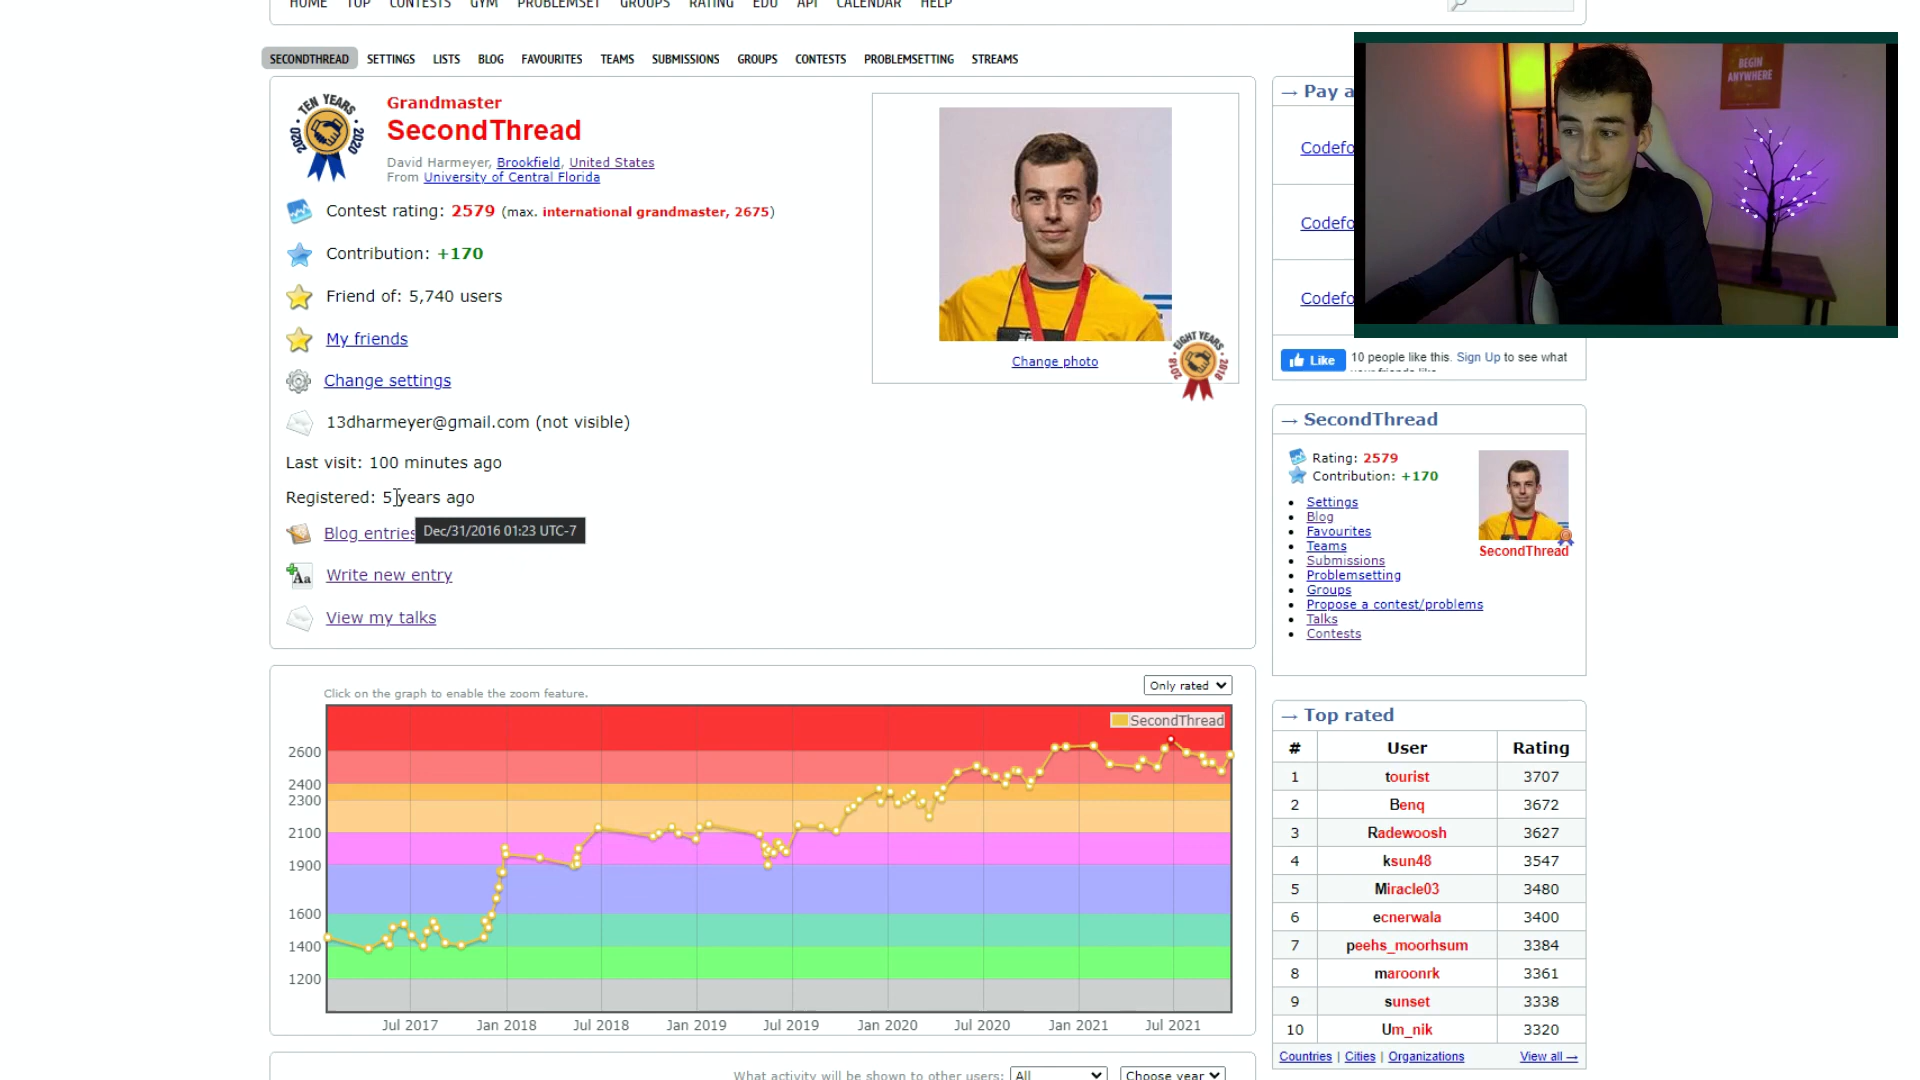 HOME TOP CONTESTS GYM PROBLEMSET GROUPS RATING EDU API CALENDAR HELP
SECONDTHREAD SETTINGS LISTS BLOG FAVOURITES TEAMS SUBMISSIONS GROUPS CONTESTS PROBLEMSETTING STREAMS
TEN YEARS
2020 2020
Grandmaster
SecondThread
David Harmeyer, Brookfield, United States
From University of Central Florida
Contest rating: 2579 (max. international grandmaster, 2675)
Contribution: +170
Friend of: 5,740 users
My friends
Change settings
13dharmeyer@gmail.com (not visible)
Last visit: 100 minutes ago
Registered: 5 years ago
Dec/31/2016 01:23 UTC-7
Blog entries
Write new entry
View my talks
Change photo
EIGHT YEARS
2018 2018
→ Pay a
Codefo
Codefo
Codefo
BEGIN
ANYWHERE
Like 10 people like this. Sign Up to see what
→ SecondThread
Rating: 2579
Contribution: +170
Settings
Blog
Favourites
Teams
Submissions
Problemsetting
Groups
Propose a contest/problems
Talks
Contests
SecondThread
Click on the graph to enable the zoom feature.
Only rated
SecondThread
2600
2400
2300
2100
1900
1600
1400
1200
Jul 2017 Jan 2018 Jul 2018 Jan 2019 Jul 2019 Jan 2020 Jul 2020 Jan 2021 Jul 2021
What activity will be shown to other users: All Choose year
→ Top rated
# User Rating
1 tourist 3707
2 Benq 3672
3 Radewoosh 3627
4 ksun48 3547
5 Miracle03 3480
6 ecnerwala 3400
7 peehs_moorhsum 3384
8 maroonrk 3361
9 sunset 3338
10 Um_nik 3320
Countries | Cities | Organizations View all →